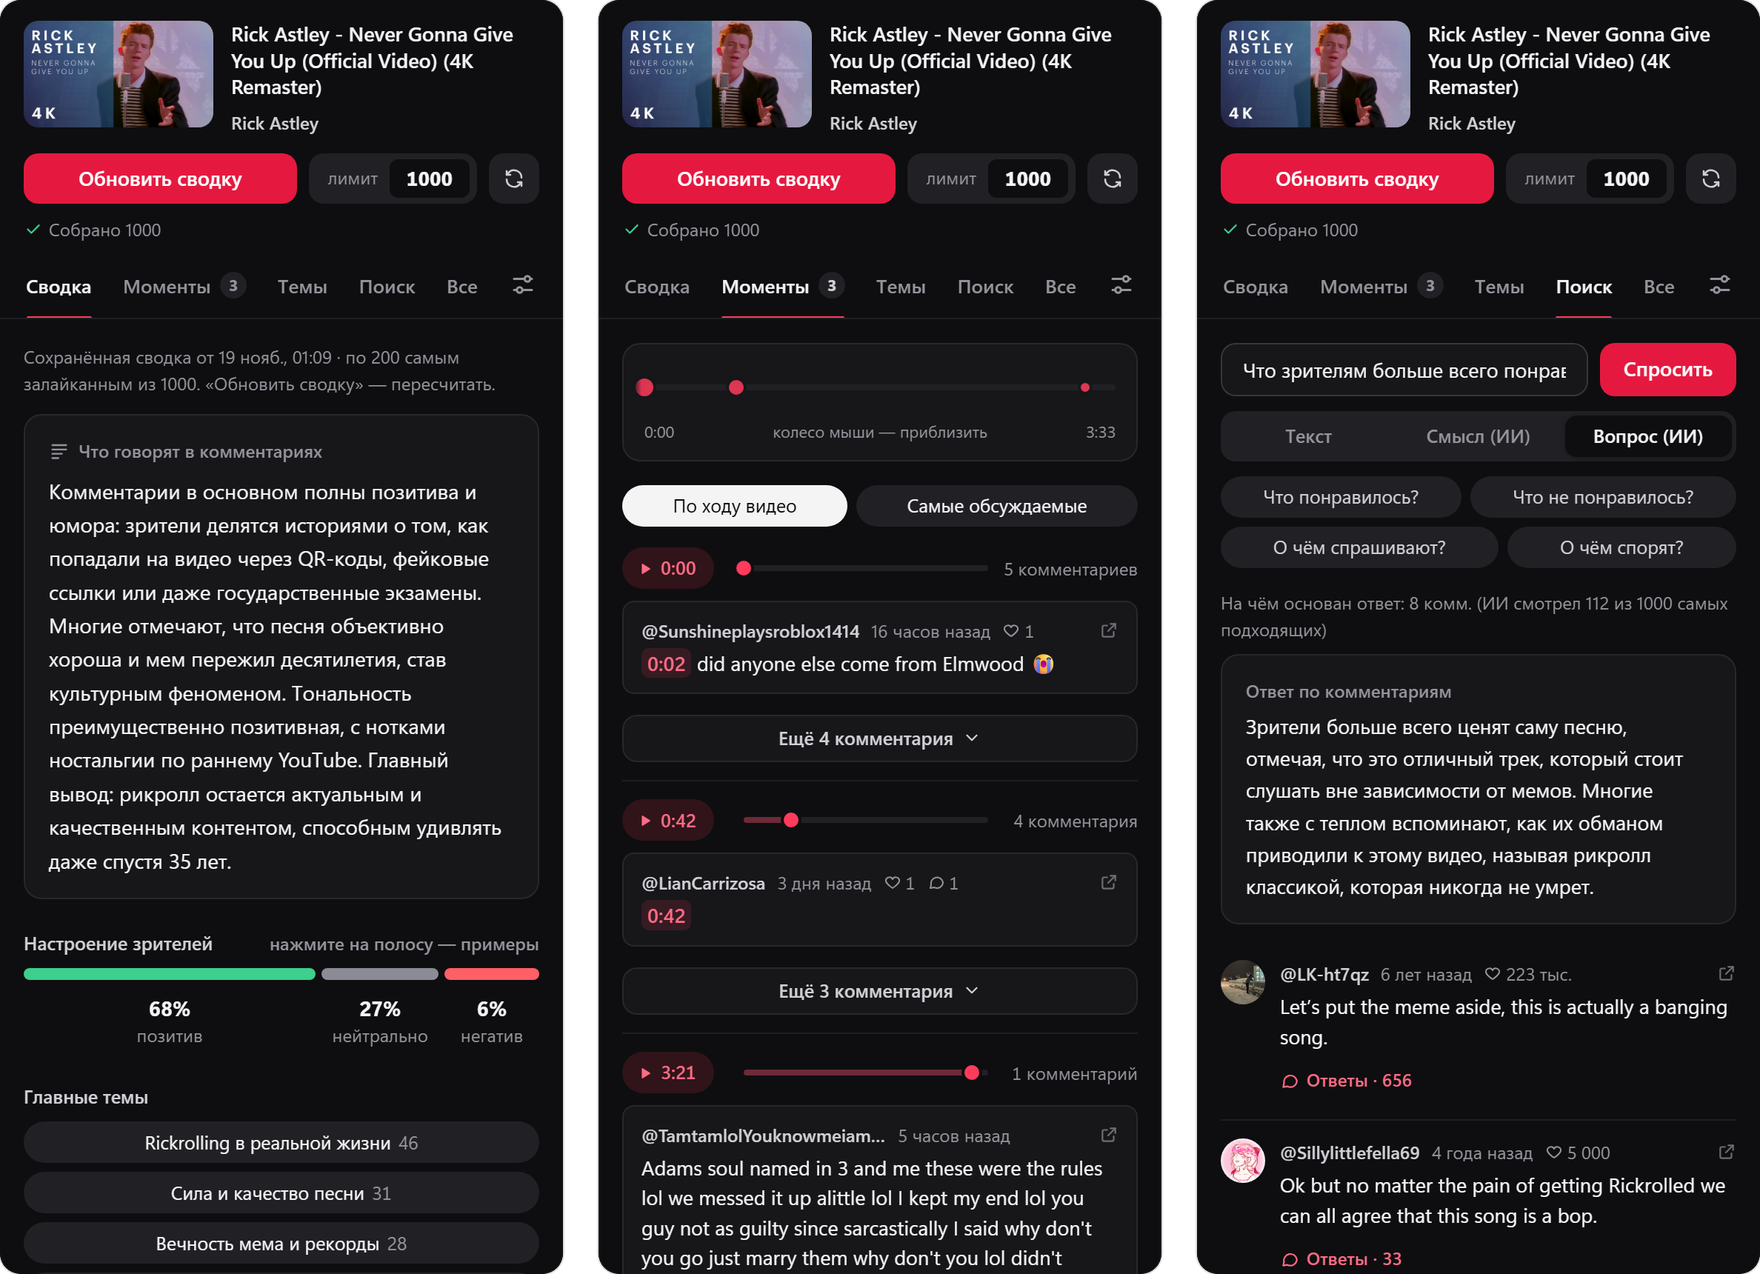 RICK
ASTLEY
NEVER GONNA
GIVE YOU UP
4K
Rick Astley - Never Gonna Give
You Up (Official Video) (4K
Remaster)
Rick Astley
Обновить сводку
лимит 1000
Собрано 1000
Сводка Моменты 3 Темы Поиск Все
Сохранённая сводка от 19 нояб., 01:09 · по 200 самым
залайканным из 1000. «Обновить сводку» — пересчитать.
Что говорят в комментариях
Комментарии в основном полны позитива и
юмора: зрители делятся историями о том, как
попадали на видео через QR-коды, фейковые
ссылки или даже государственные экзамены.
Многие отмечают, что песня объективно
хороша и мем пережил десятилетия, став
культурным феноменом. Тональность
преимущественно позитивная, с нотками
ностальгии по раннему YouTube. Главный
вывод: рикролл остается актуальным и
качественным контентом, способным удивлять
даже спустя 35 лет.
Настроение зрителей нажмите на полосу — примеры
68% 27% 6%
позитив нейтрально негатив
Главные темы
Rickrolling в реальной жизни 46
Сила и качество песни 31
Вечность мема и рекорды 28
RICK
ASTLEY
NEVER GONNA
GIVE YOU UP
4K
Rick Astley - Never Gonna Give
You Up (Official Video) (4K
Remaster)
Rick Astley
Обновить сводку
лимит 1000
Собрано 1000
Сводка Моменты 3 Темы Поиск Все
0:00 колесо мыши — приблизить 3:33
По ходу видео Самые обсуждаемые
0:00 5 комментариев
@Sunshineplaysroblox1414 16 часов назад 1
0:02 did anyone else come from Elmwood 😭
Ещё 4 комментария
0:42 4 комментария
@LianCarrizosa 3 дня назад 1 1
0:42
Ещё 3 комментария
3:21 1 комментарий
@TamtamlolYouknowmeiam... 5 часов назад
Adams soul named in 3 and me these were the rules
lol we messed it up alittle lol I kept my end lol you
guy not as guilty since sarcastically I said why don't
you go just marry them why don't you lol didn't
RICK
ASTLEY
NEVER GONNA
GIVE YOU UP
4K
Rick Astley - Never Gonna Give
You Up (Official Video) (4K
Remaster)
Rick Astley
Обновить сводку
лимит 1000
Собрано 1000
Сводка Моменты 3 Темы Поиск Все
Что зрителям больше всего понрав
Спросить
Текст Смысл (ИИ) Вопрос (ИИ)
Что понравилось? Что не понравилось?
О чём спрашивают? О чём спорят?
На чём основан ответ: 8 комм. (ИИ смотрел 112 из 1000 самых
подходящих)
Ответ по комментариям
Зрители больше всего ценят саму песню,
отмечая, что это отличный трек, который стоит
слушать вне зависимости от мемов. Многие
также с теплом вспоминают, как их обманом
приводили к этому видео, называя рикролл
классикой, которая никогда не умрет.
@LK-ht7qz 6 лет назад 223 тыс.
Let's put the meme aside, this is actually a banging
song.
Ответы · 656
@Sillylittlefella69 4 года назад 5 000
Ok but no matter the pain of getting Rickrolled we
can all agree that this song is a bop.
Ответы · 33